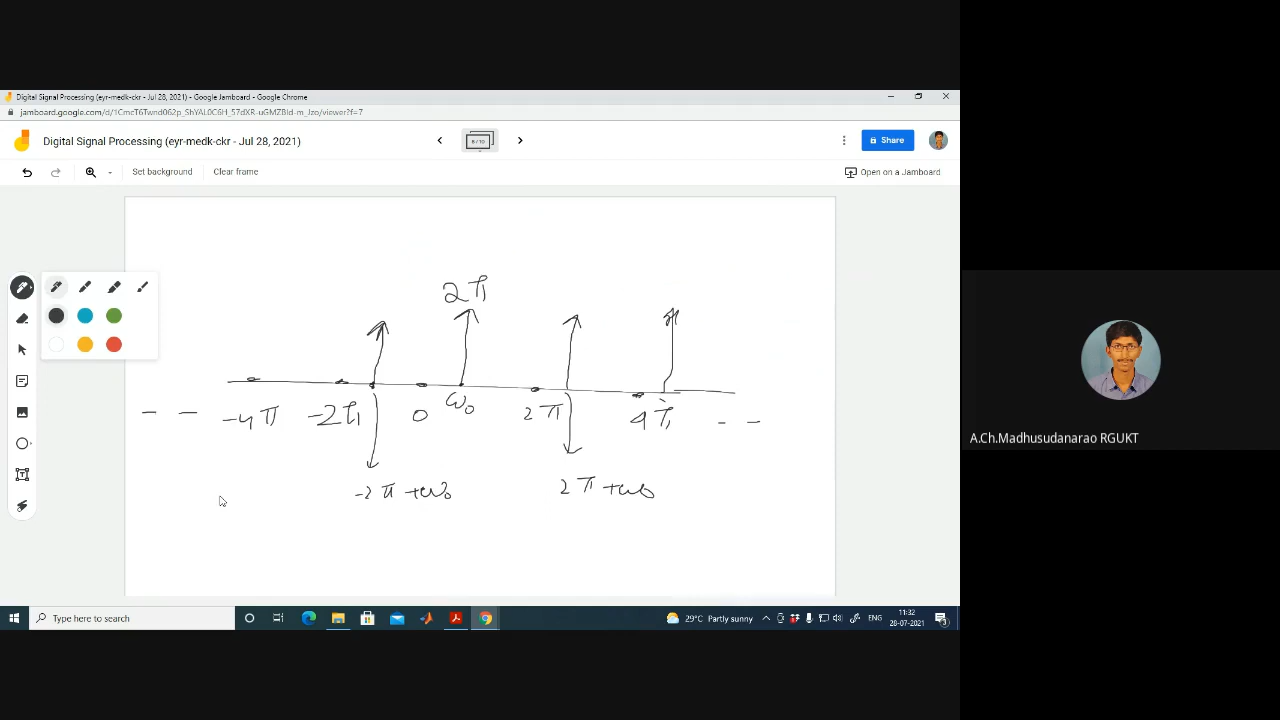 Digital Signal Processing (eyr-medk-ckr - Jul 28, 2021) - Google Jamboard - Google Chrome
Digital Signal Processing (eyr-medk-ckr - Jul 28, 2021)
8 / 10
Share
Set background
Clear frame
Open on a Jamboard
2π
-- -4π -2π 0 ω₀ 2π 4π --
-2π +ω₀ 2π +ω₀
A.Ch.Madhusudanarao RGUKT
Type here to search
29°C Partly sunny
ENG
11:32
28-07-2021
3